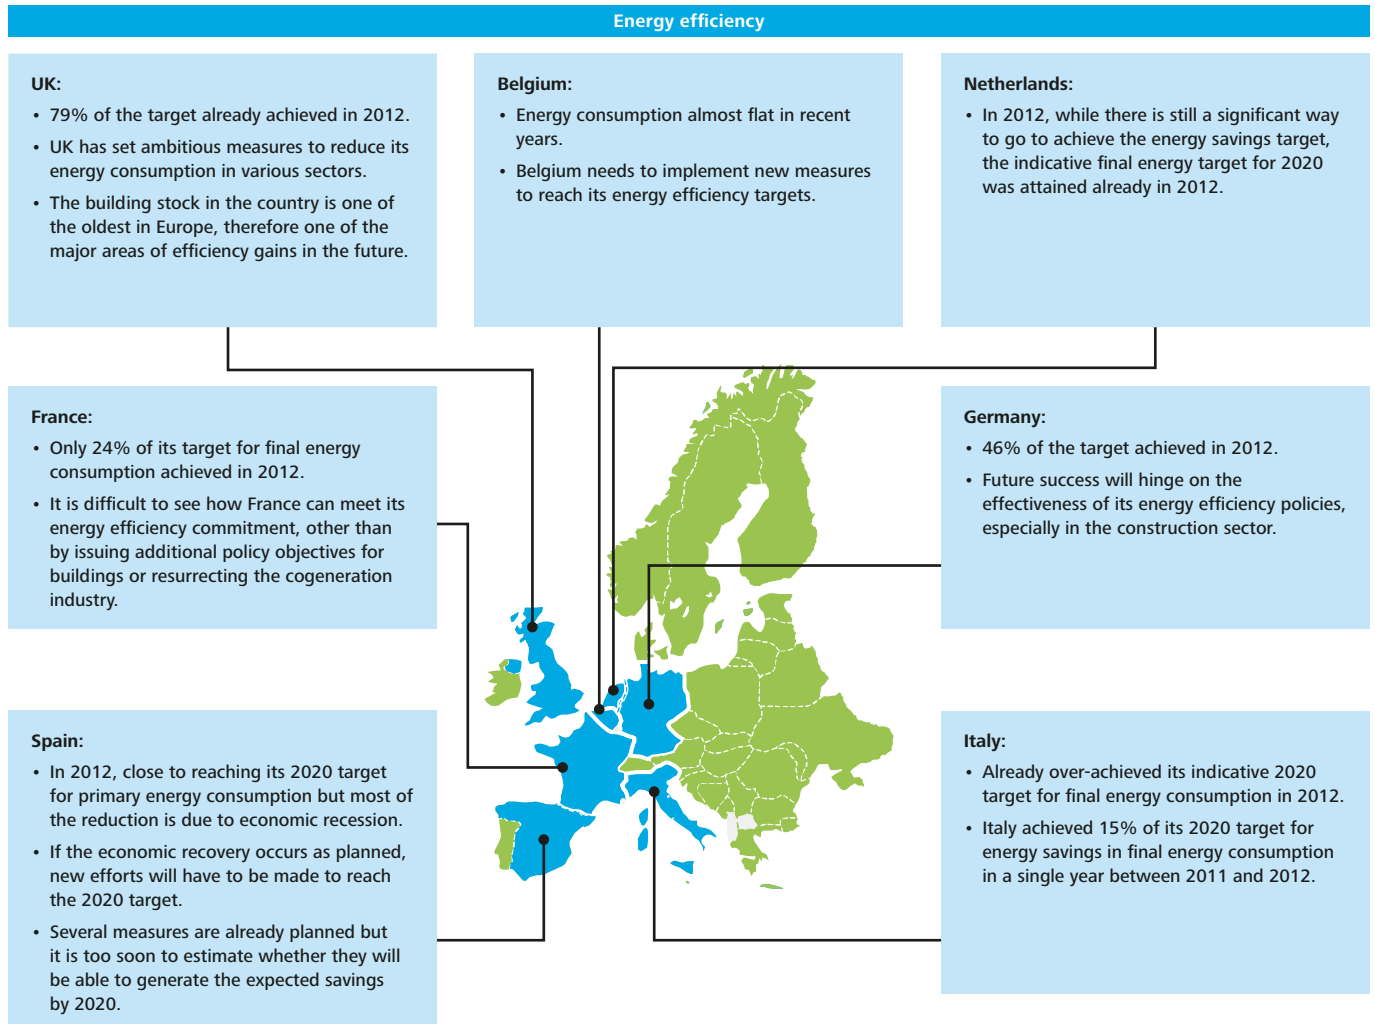 Energy efficiency
UK:
• 79% of the target already achieved in 2012.
• UK has set ambitious measures to reduce its
energy consumption in various sectors.
• The building stock in the country is one of
the oldest in Europe, therefore one of the
major areas of efficiency gains in the future.
Belgium:
• Energy consumption almost flat in recent
years.
• Belgium needs to implement new measures
to reach its energy efficiency targets.
Netherlands:
• In 2012, while there is still a significant way
to go to achieve the energy savings target,
the indicative final energy target for 2020
was attained already in 2012.
France:
• Only 24% of its target for final energy
consumption achieved in 2012.
• It is difficult to see how France can meet its
energy efficiency commitment, other than
by issuing additional policy objectives for
buildings or resurrecting the cogeneration
industry.
Germany:
• 46% of the target achieved in 2012.
• Future success will hinge on the
effectiveness of its energy efficiency policies,
especially in the construction sector.
Spain:
• In 2012, close to reaching its 2020 target
for primary energy consumption but most of
the reduction is due to economic recession.
• If the economic recovery occurs as planned,
new efforts will have to be made to reach
the 2020 target.
• Several measures are already planned but
it is too soon to estimate whether they will
be able to generate the expected savings
by 2020.
Italy:
• Already over-achieved its indicative 2020
target for final energy consumption in 2012.
• Italy achieved 15% of its 2020 target for
energy savings in final energy consumption
in a single year between 2011 and 2012.